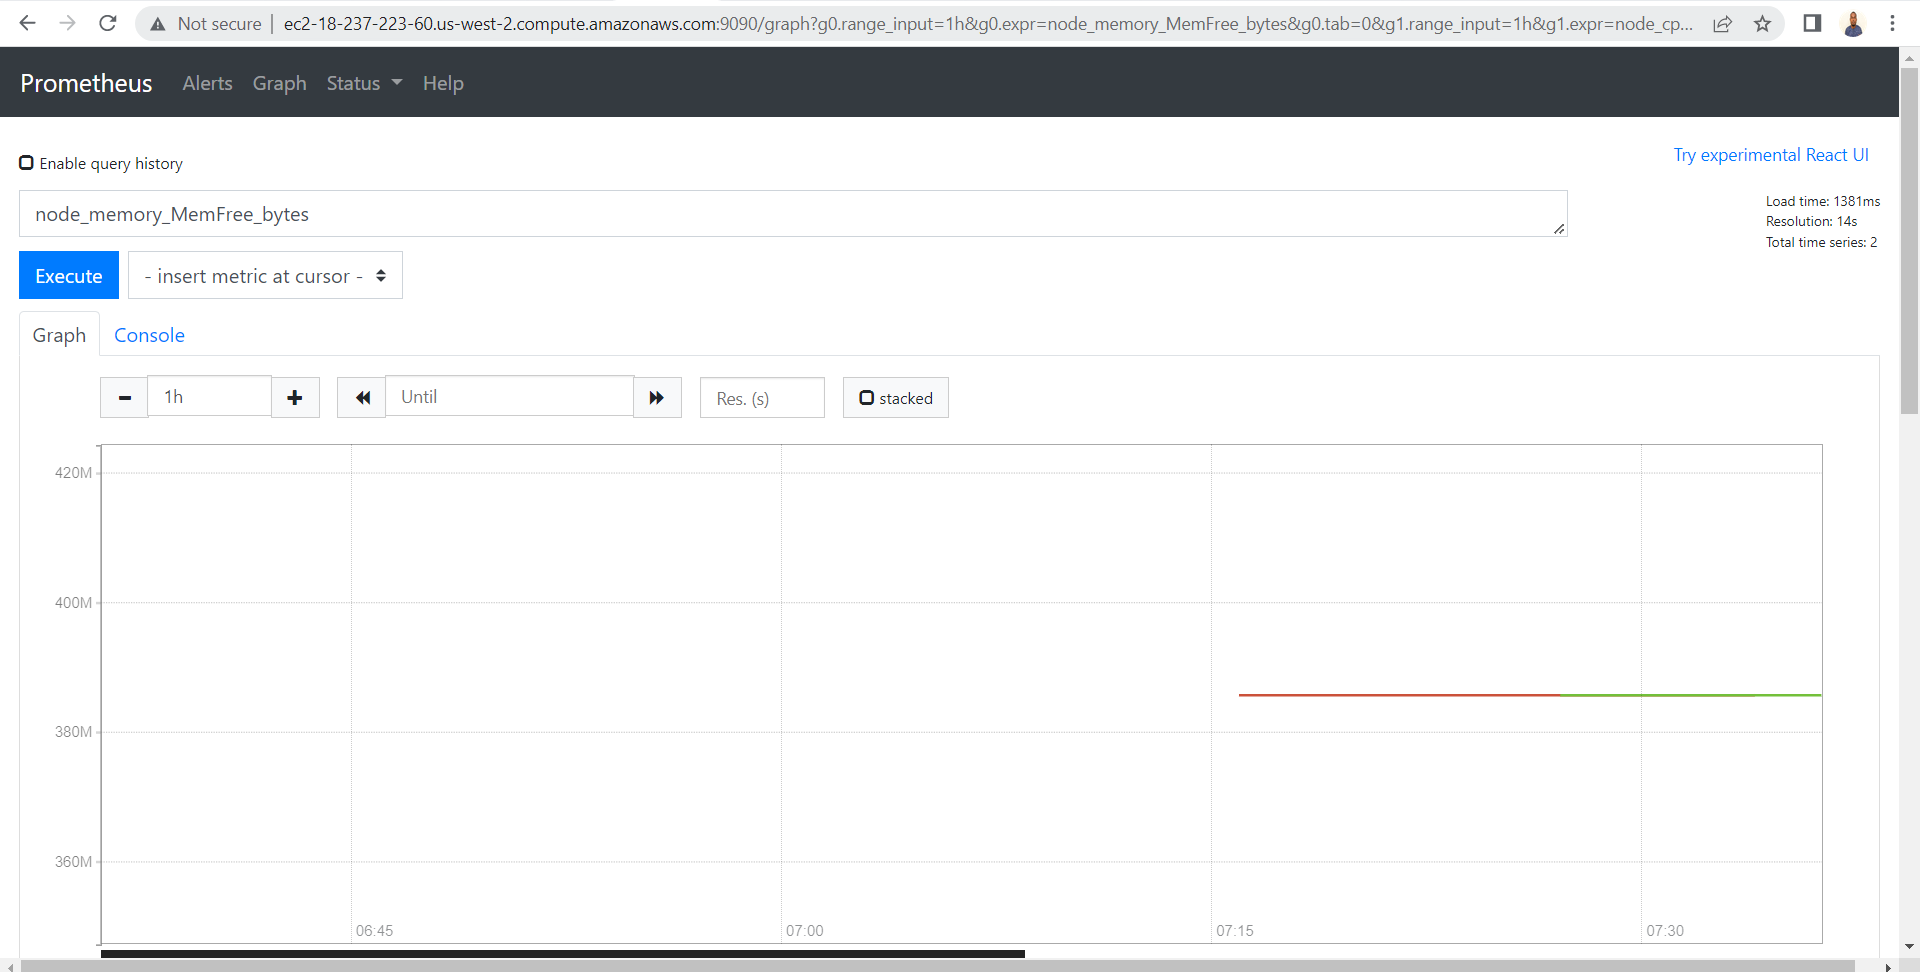 Not secure | ec2-18-237-223-60.us-west-2.compute.amazonaws.com:9090/graph?g0.range_input=1h&g0.expr=node_memory_MemFree_bytes&g0.tab=0&g1.range_input=1h&g1.expr=node_cp...
Prometheus Alerts Graph Status Help
Enable query history
Try experimental React UI
node_memory_MemFree_bytes
Load time: 1381ms
Resolution: 14s
Total time series: 2
Execute - insert metric at cursor -
Graph Console
1h Until Res. (s) stacked
420M
400M
380M
360M
06:45 07:00 07:15 07:30